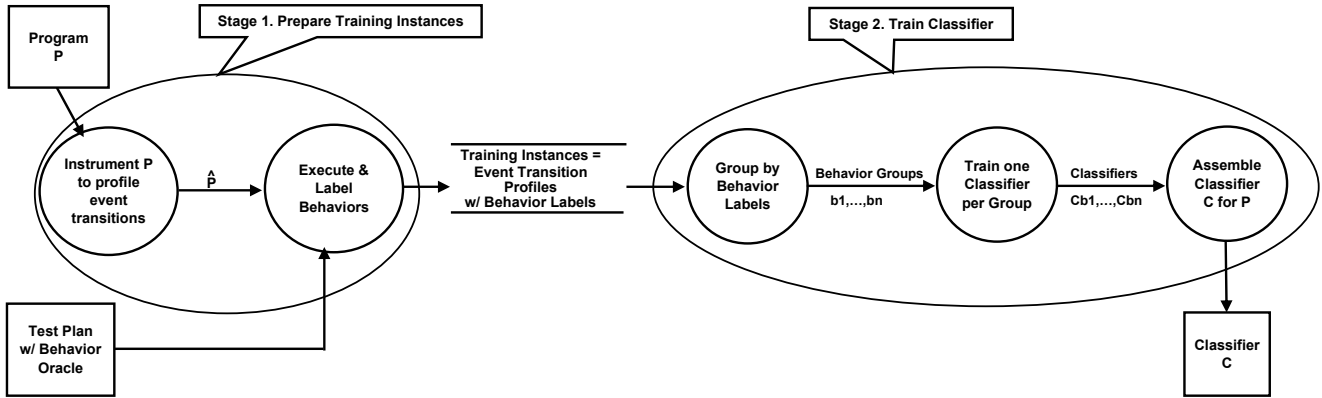 Program
P
Stage 1. Prepare Training Instances
Stage 2. Train Classifier
Instrument P
to profile
event
transitions
^
P
Execute &
Label
Behaviors
Training Instances =
Event Transition
Profiles
w/ Behavior Labels
Group by
Behavior
Labels
Behavior Groups
b1,...,bn
Train one
Classifier
per Group
Classifiers
Cb1,...,Cbn
Assemble
Classifier
C for P
Test Plan
w/ Behavior
Oracle
Classifier
C